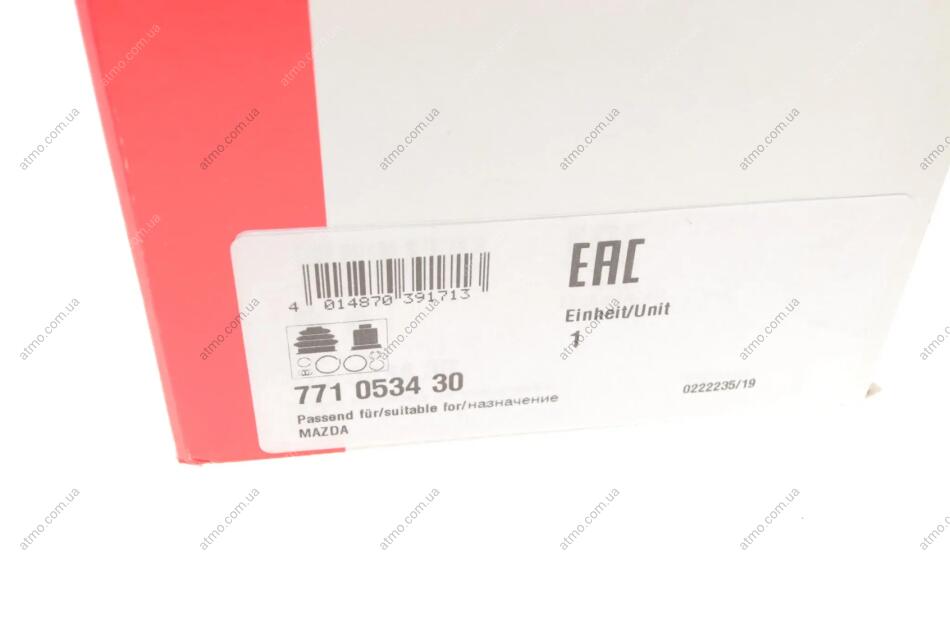 4 014870 391713
EAC
Einheit/Unit
1
771 0534 30
0222235/19
Passend für/suitable for/назначение
MAZDA
atmo.com.ua